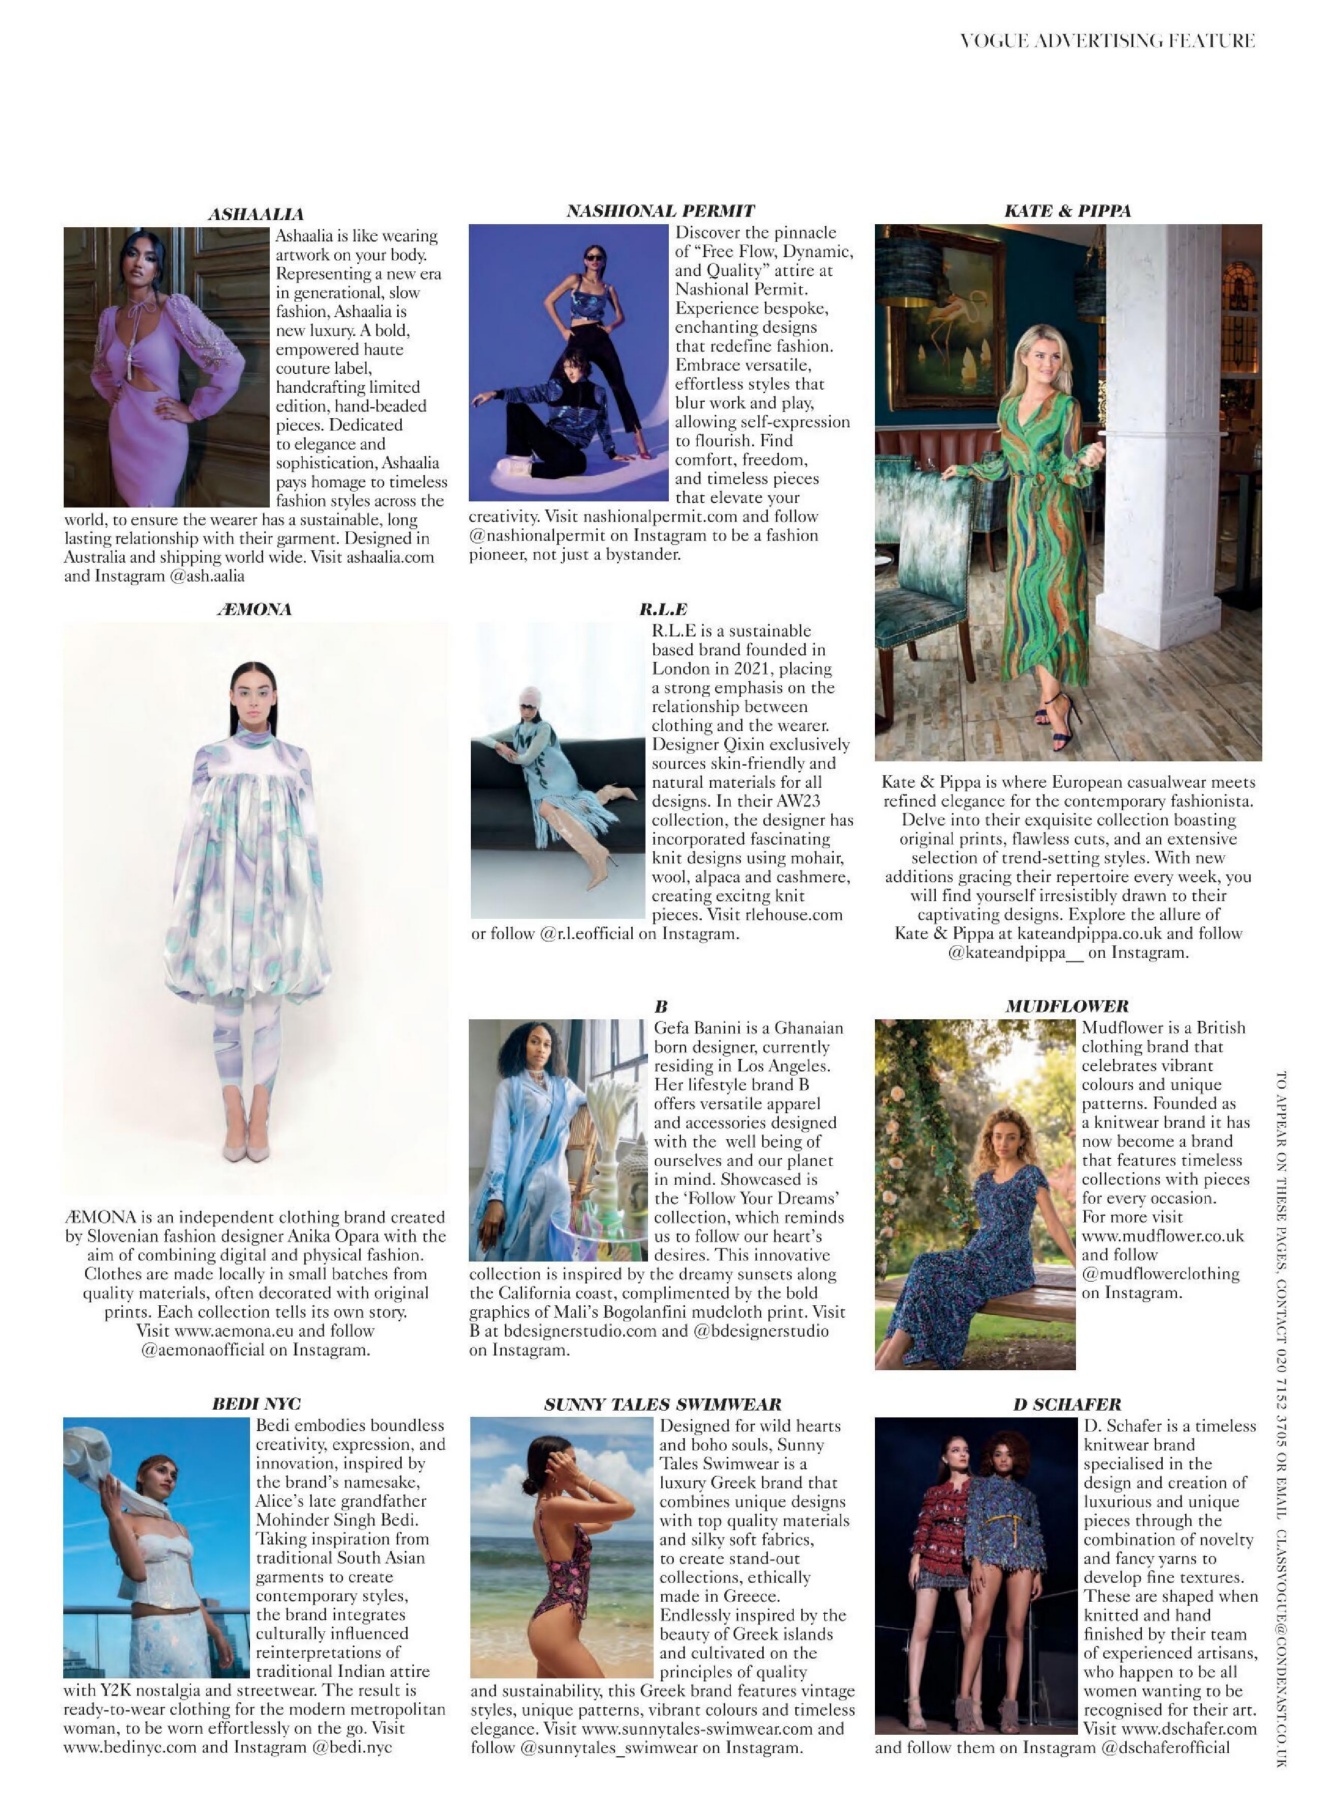 VOGUE ADVERTISING FEATURE
ASHAALIA
Ashaalia is like wearing
artwork on your body.
Representing a new era
in generational, slow
fashion, Ashaalia is
new luxury. A bold,
empowered haute
couture label,
handcrafting limited
edition, hand-beaded
pieces. Dedicated
to elegance and
sophistication, Ashaalia
pays homage to timeless
fashion styles across the
world, to ensure the wearer has a sustainable, long
lasting relationship with their garment. Designed in
Australia and shipping world wide. Visit ashaalia.com
and Instagram @ash.aalia
ÆMONA
ÆMONA is an independent clothing brand created
by Slovenian fashion designer Anika Opara with the
aim of combining digital and physical fashion.
Clothes are made locally in small batches from
quality materials, often decorated with original
prints. Each collection tells its own story.
Visit www.aemona.eu and follow
@aemonaofficial on Instagram.
BEDI NYC
Bedi embodies boundless
creativity, expression, and
innovation, inspired by
the brand's namesake,
Alice's late grandfather
Mohinder Singh Bedi.
Taking inspiration from
traditional South Asian
garments to create
contemporary styles,
the brand integrates
culturally influenced
reinterpretations of
traditional Indian attire
with Y2K nostalgia and streetwear. The result is
ready-to-wear clothing for the modern metropolitan
woman, to be worn effortlessly on the go. Visit
www.bedinyc.com and Instagram @bedi.nyc
NASHIONAL PERMIT
Discover the pinnacle
of “Free Flow, Dynamic,
and Quality” attire at
Nashional Permit.
Experience bespoke,
enchanting designs
that redefine fashion.
Embrace versatile,
effortless styles that
blur work and play,
allowing self-expression
to flourish. Find
comfort, freedom,
and timeless pieces
that elevate your
creativity. Visit nashionalpermit.com and follow
@nashionalpermit on Instagram to be a fashion
pioneer, not just a bystander.
R.L.E
R.L.E is a sustainable
based brand founded in
London in 2021, placing
a strong emphasis on the
relationship between
clothing and the wearer.
Designer Qixin exclusively
sources skin-friendly and
natural materials for all
designs. In their AW23
collection, the designer has
incorporated fascinating
knit designs using mohair,
wool, alpaca and cashmere,
creating excitng knit
pieces. Visit rlehouse.com
or follow @r.l.eofficial on Instagram.
B
Gefa Banini is a Ghanaian
born designer, currently
residing in Los Angeles.
Her lifestyle brand B
offers versatile apparel
and accessories designed
with the well being of
ourselves and our planet
in mind. Showcased is
the ‘Follow Your Dreams’
collection, which reminds
us to follow our heart's
desires. This innovative
collection is inspired by the dreamy sunsets along
the California coast, complimented by the bold
graphics of Mali's Bogolanfini mudcloth print. Visit
B at bdesignerstudio.com and @bdesignerstudio
on Instagram.
SUNNY TALES SWIMWEAR
Designed for wild hearts
and boho souls, Sunny
Tales Swimwear is a
luxury Greek brand that
combines unique designs
with top quality materials
and silky soft fabrics,
to create stand-out
collections, ethically
made in Greece.
Endlessly inspired by the
beauty of Greek islands
and cultivated on the
principles of quality
and sustainability, this Greek brand features vintage
styles, unique patterns, vibrant colours and timeless
elegance. Visit www.sunnytales-swimwear.com and
follow @sunnytales_swimwear on Instagram.
KATE & PIPPA
Kate & Pippa is where European casualwear meets
refined elegance for the contemporary fashionista.
Delve into their exquisite collection boasting
original prints, flawless cuts, and an extensive
selection of trend-setting styles. With new
additions gracing their repertoire every week, you
will find yourself irresistibly drawn to their
captivating designs. Explore the allure of
Kate & Pippa at kateandpippa.co.uk and follow
@kateandpippa__ on Instagram.
MUDFLOWER
Mudflower is a British
clothing brand that
celebrates vibrant
colours and unique
patterns. Founded as
a knitwear brand it has
now become a brand
that features timeless
collections with pieces
for every occasion.
For more visit
www.mudflower.co.uk
and follow
@mudflowerclothing
on Instagram.
D SCHAFER
D. Schafer is a timeless
knitwear brand
specialised in the
design and creation of
luxurious and unique
pieces through the
combination of novelty
and fancy yarns to
develop fine textures.
These are shaped when
knitted and hand
finished by their team
of experienced artisans,
who happen to be all
women wanting to be
recognised for their art.
Visit www.dschafer.com
and follow them on Instagram @dschaferofficial
TO APPEAR ON THESE PAGES, CONTACT 020 7152 3705 OR EMAIL CLASSVOGUE@CONDENAST.CO.UK